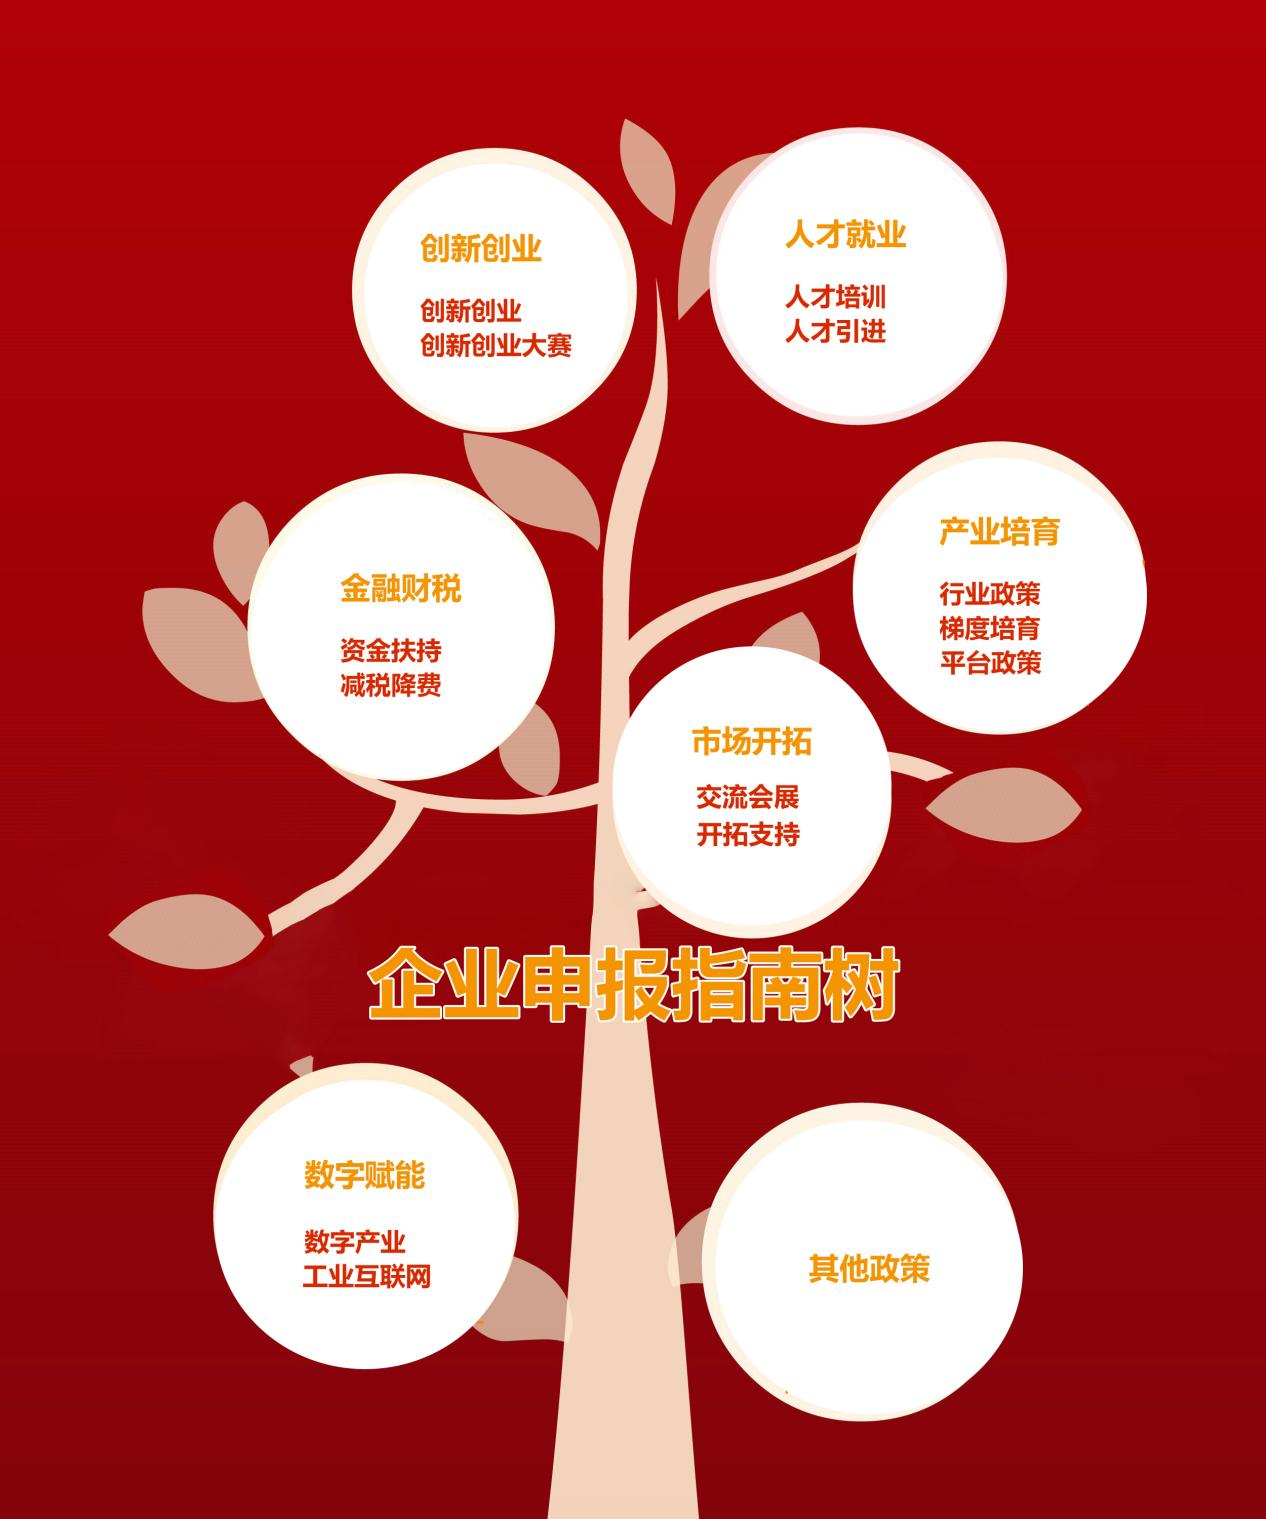 创新创业
创新创业
创新创业大赛
人才就业
人才培训
人才引进
金融财税
资金扶持
减税降费
产业培育
行业政策
梯度培育
平台政策
市场开拓
交流会展
开拓支持
企业申报指南树
数字赋能
数字产业
工业互联网
其他政策